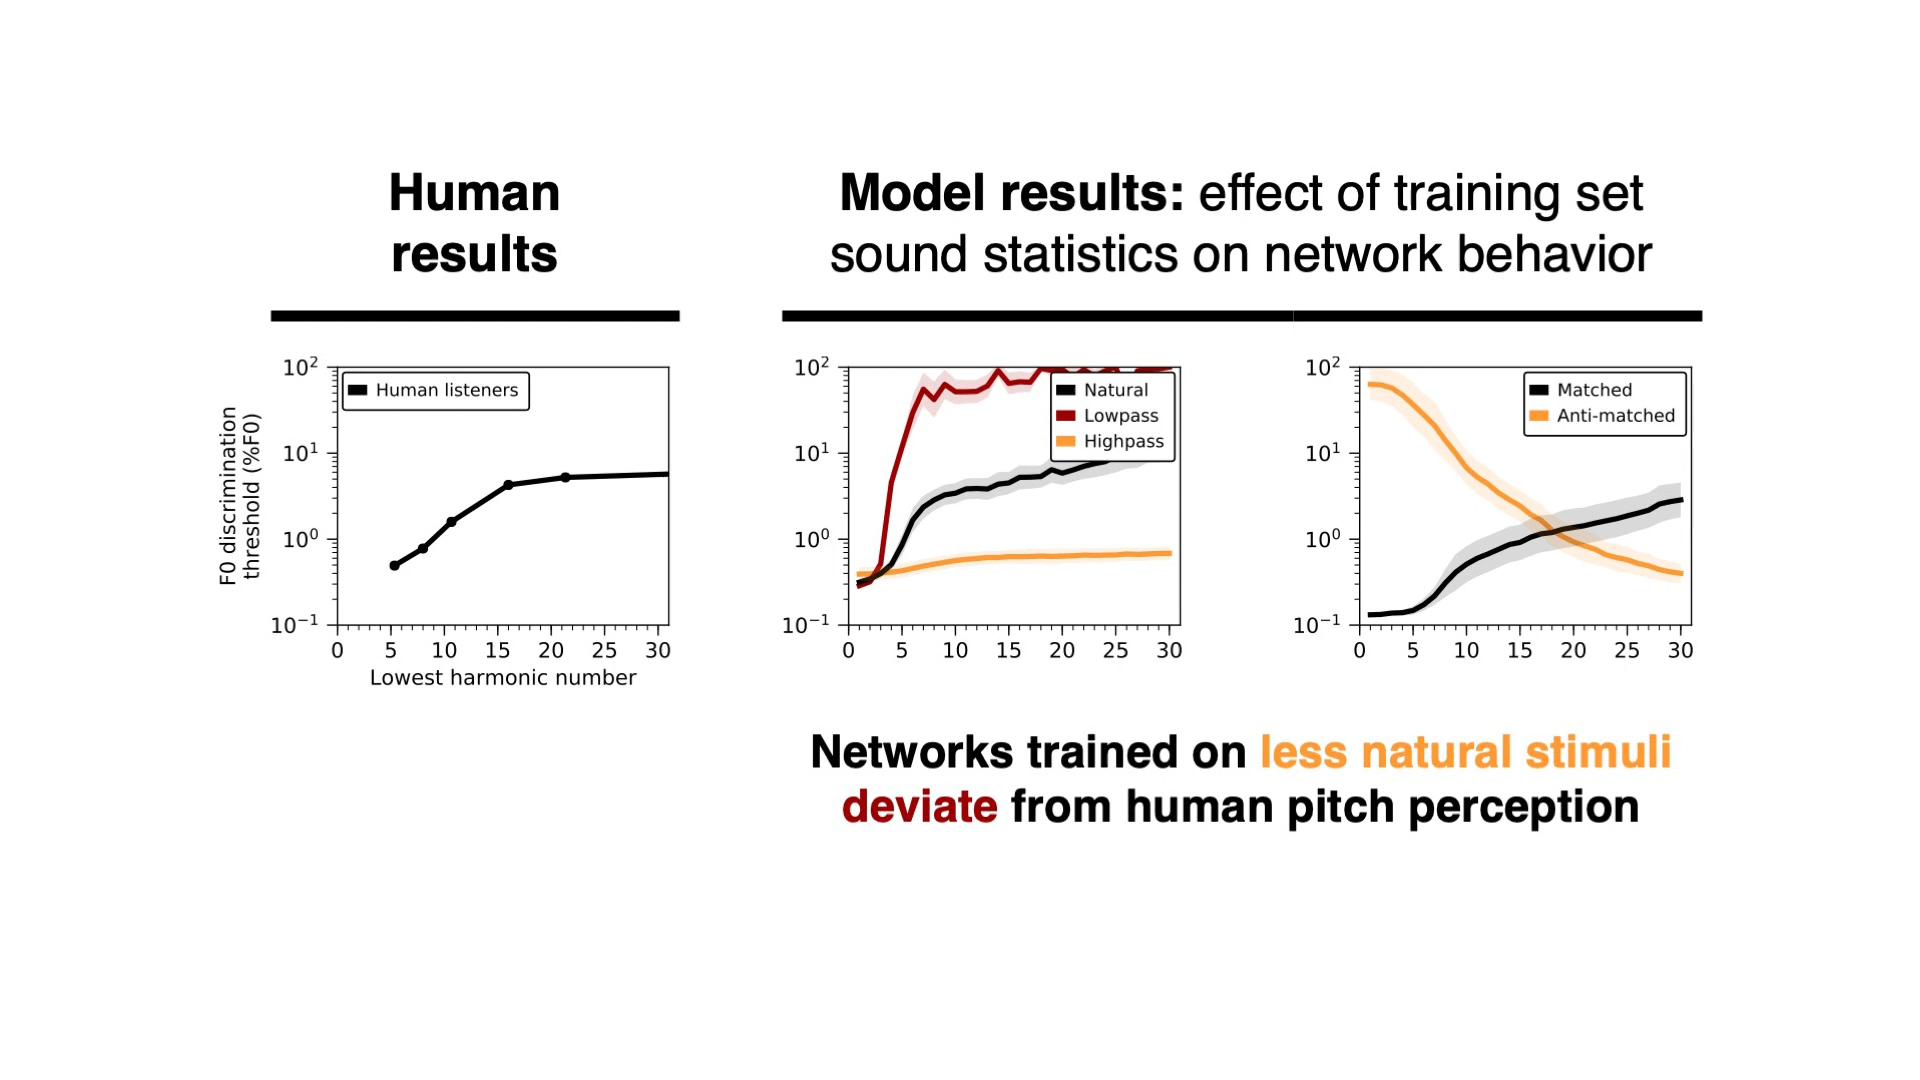 Human
results
Model results: effect of training set
sound statistics on network behavior
F0 discrimination
threshold (%F0)
10²
10¹
10⁰
10⁻¹
Human listeners
0 5 10 15 20 25 30
Lowest harmonic number
10²
10¹
10⁰
10⁻¹
Natural
Lowpass
Highpass
0 5 10 15 20 25 30
10²
10¹
10⁰
10⁻¹
Matched
Anti-matched
0 5 10 15 20 25 30
Networks trained on less natural stimuli
deviate from human pitch perception